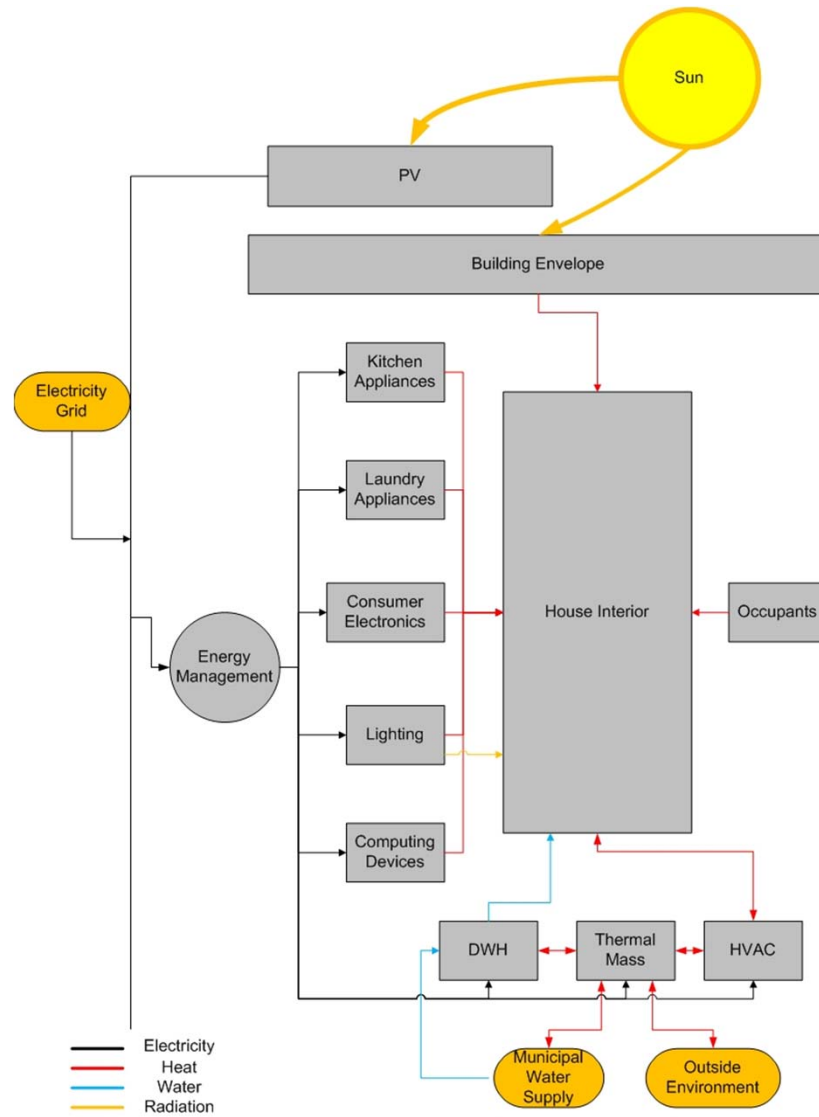 Sun
PV
Building Envelope
Kitchen
Appliances
Electricity
Grid
Laundry
Appliances
Consumer
Electronics
House Interior
Occupants
Energy
Management
Lighting
Computing
Devices
DWH
Thermal
Mass
HVAC
Electricity
Heat
Water
Radiation
Municipal
Water
Supply
Outside
Environment